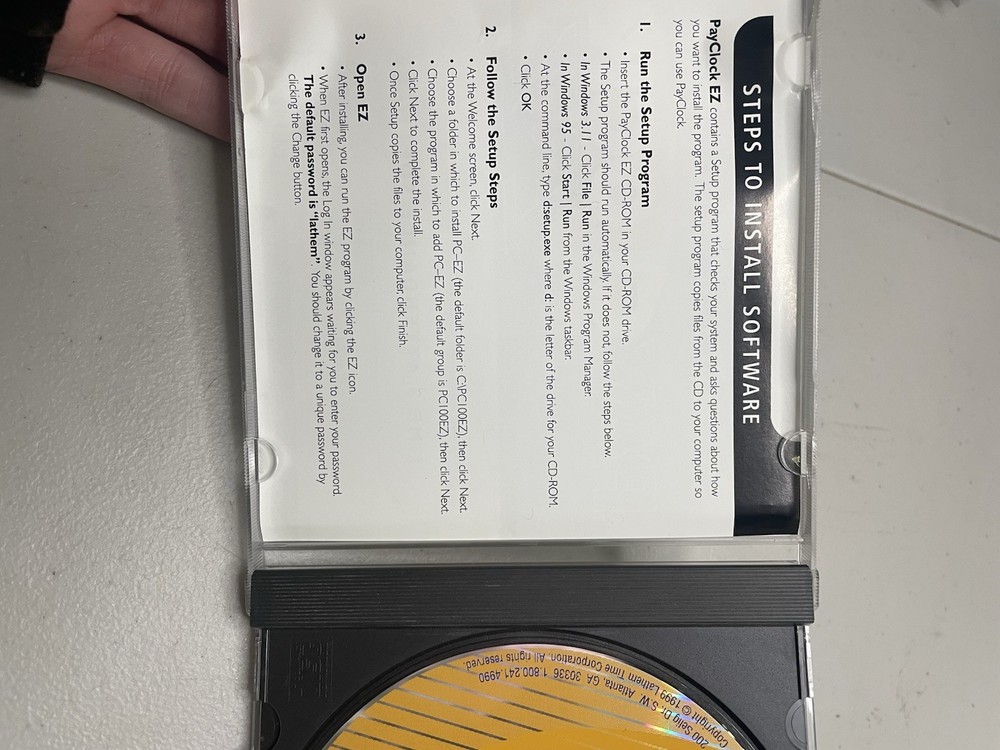 STEPS TO INSTALL SOFTWARE
PayClock EZ contains a Setup program that checks your system and asks questions about how
you want to install the program. The setup program copies files from the CD to your computer so
you can use PayClock.
1. Run the Setup Program
• Insert the PayClock EZ CD-ROM in your CD-ROM drive.
• The Setup program should run automatically. If it does not, follow the steps below.
• In Windows 3.11 - Click File | Run in the Windows Program Manager.
• In Windows 95 - Click Start | Run from the Windows taskbar.
• At the command line, type d:setup.exe where d: is the letter of the drive for your CD-ROM.
• Click OK
2. Follow the Setup Steps
• At the Welcome screen, click Next.
• Choose a folder in which to install PC–EZ (the default folder is C:\PC100EZ), then click Next.
• Choose the program in which to add PC–EZ (the default group is PC100EZ), then click Next.
• Click Next to complete the install.
• Once Setup copies the files to your computer, click Finish.
3. Open EZ
• After installing, you can run the EZ program by clicking the EZ icon.
• When EZ first opens, the Log In window appears waiting for you to enter your password.
The default password is "lathem". You should change it to a unique password by
clicking the Change button.
200 Selig Dr. S.W. Atlanta, GA 30336 1.800.241.4990
Copyright © 1999 Lathem Time Corporation. All rights reserved.